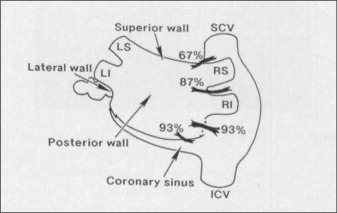 Superior wall
SCV
LS
67%
Lateral wall
RS
LI
87%
RI
93%
93%
Posterior wall
Coronary sinus
ICV